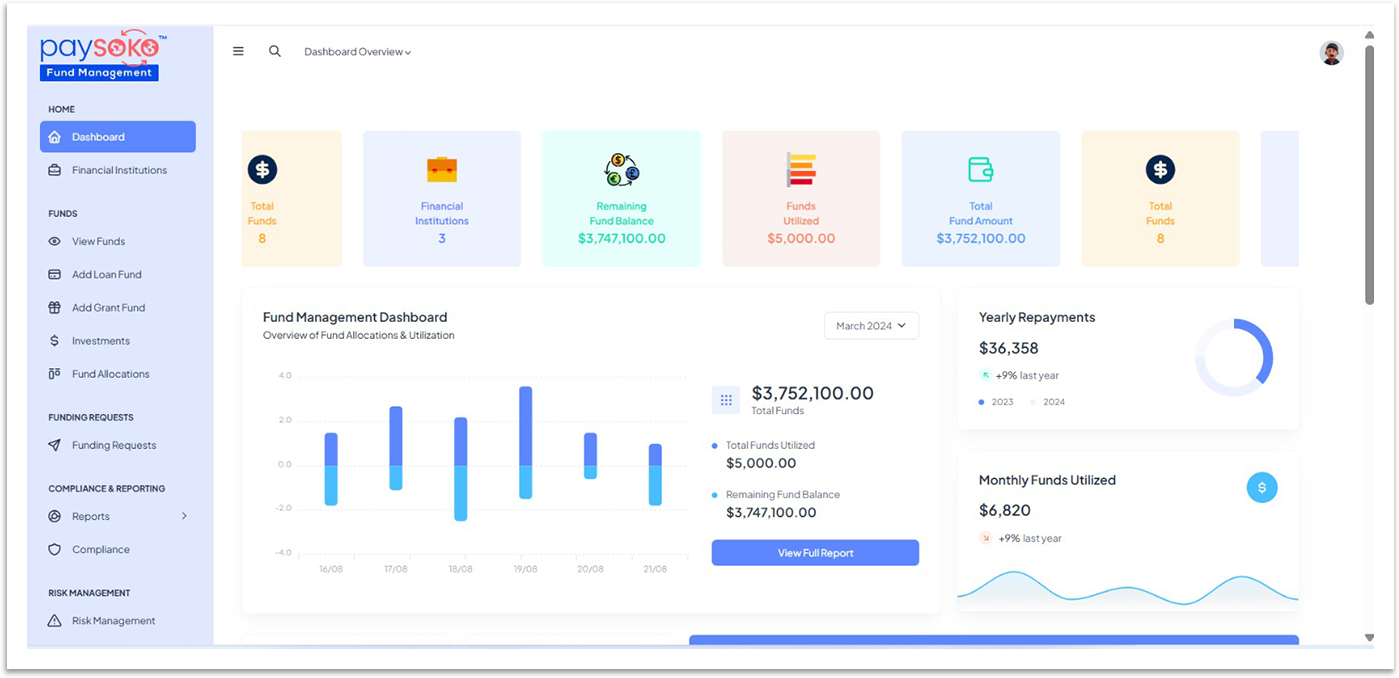 paysoko™
Fund Management
HOME
Dashboard
Financial Institutions
FUNDS
View Funds
Add Loan Fund
Add Grant Fund
Investments
Fund Allocations
FUNDING REQUESTS
Funding Requests
COMPLIANCE & REPORTING
Reports
Compliance
RISK MANAGEMENT
Risk Management
Dashboard Overview
Total
Funds
8
Financial
Institutions
3
Remaining
Fund Balance
$3,747,100.00
Funds
Utilized
$5,000.00
Total
Fund Amount
$3,752,100.00
Total
Funds
8
Fund Management Dashboard
Overview of Fund Allocations & Utilization
March 2024
4.0
2.0
0.0
-2.0
-4.0
16/08 17/08 18/08 19/08 20/08 21/08
$3,752,100.00
Total Funds
Total Funds Utilized
$5,000.00
Remaining Fund Balance
$3,747,100.00
View Full Report
Yearly Repayments
$36,358
+9% last year
2023 2024
Monthly Funds Utilized
$6,820
+9% last year